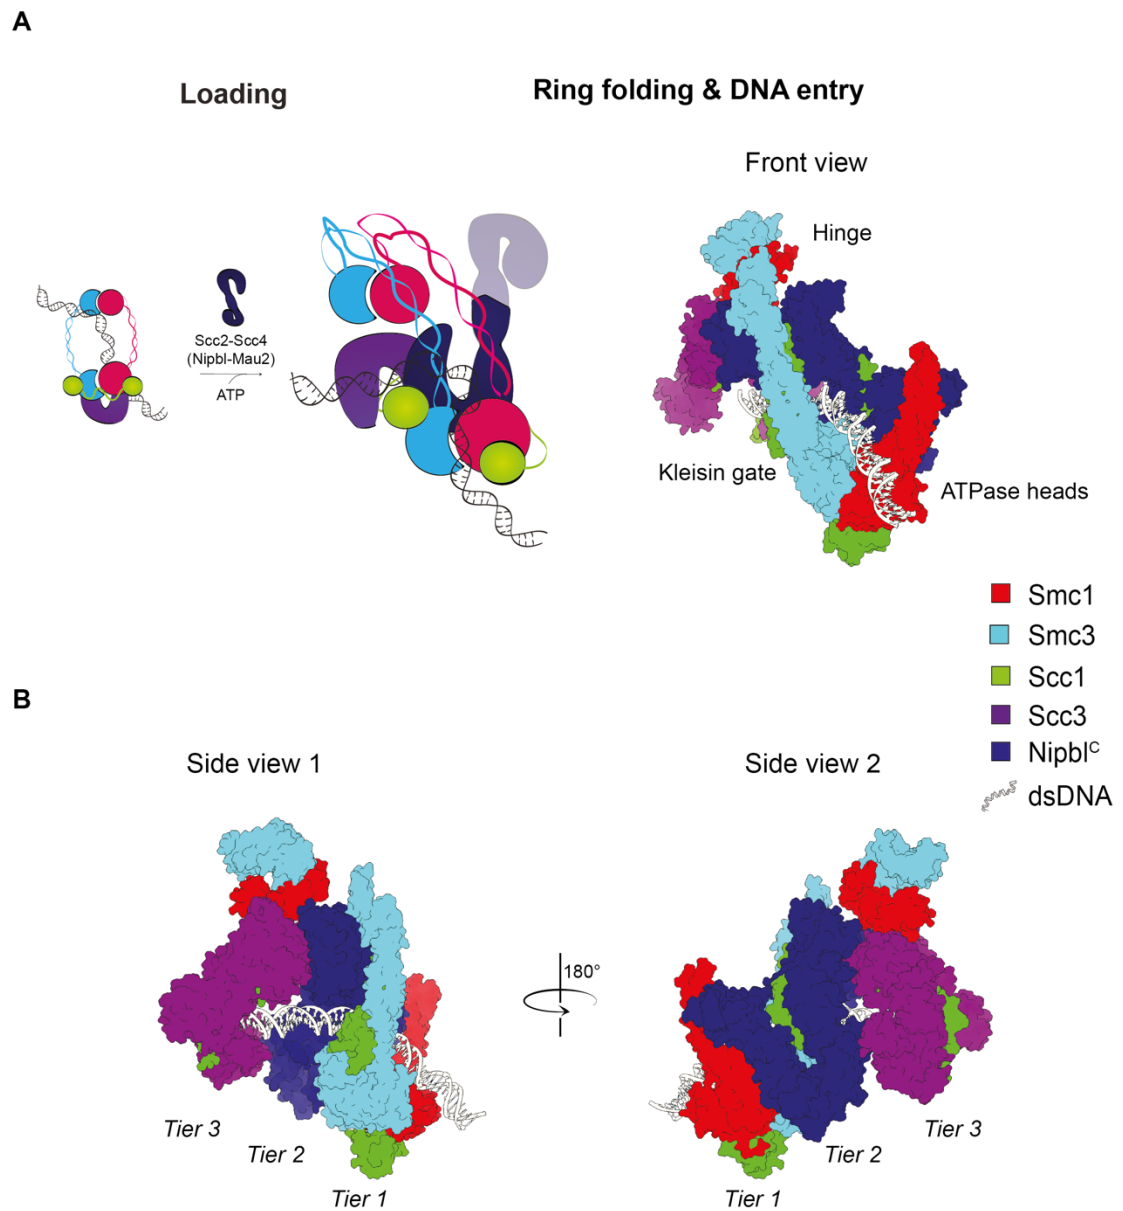 A
Loading
Ring folding & DNA entry
Front view
Hinge
Scc2-Scc4
(Nipbl-Mau2)
ATP
Kleisin gate
ATPase heads
Smc1
Smc3
Scc1
Scc3
Nipblᶜ
dsDNA
B
Side view 1
Side view 2
180°
Tier 3
Tier 2
Tier 1
Tier 3
Tier 2
Tier 1